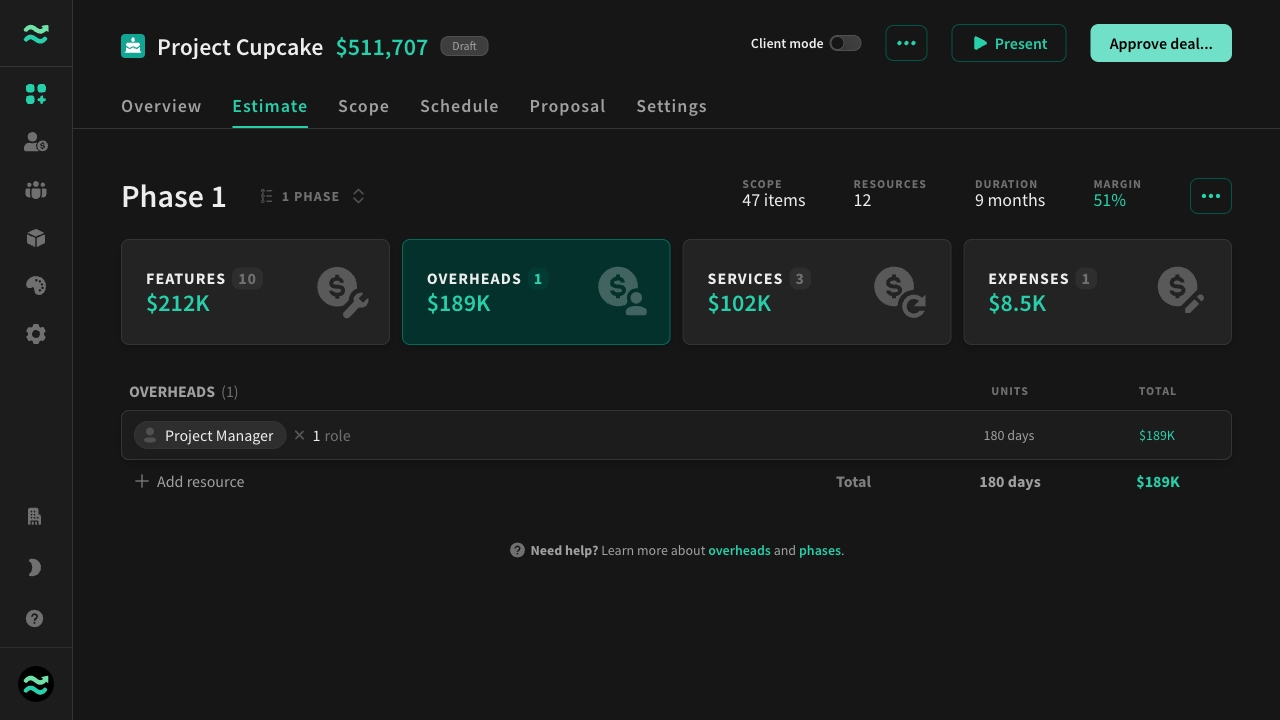 Project Cupcake $511,707 Draft
Client mode
Present
Approve deal...
Overview Estimate Scope Schedule Proposal Settings
Phase 1
1 PHASE
SCOPE RESOURCES DURATION MARGIN
47 items 12 9 months 51%
FEATURES 10
$212K
OVERHEADS 1
$189K
SERVICES 3
$102K
EXPENSES 1
$8.5K
OVERHEADS (1) UNITS TOTAL
Project Manager × 1 role 180 days $189K
Add resource Total 180 days $189K
Need help? Learn more about overheads and phases.